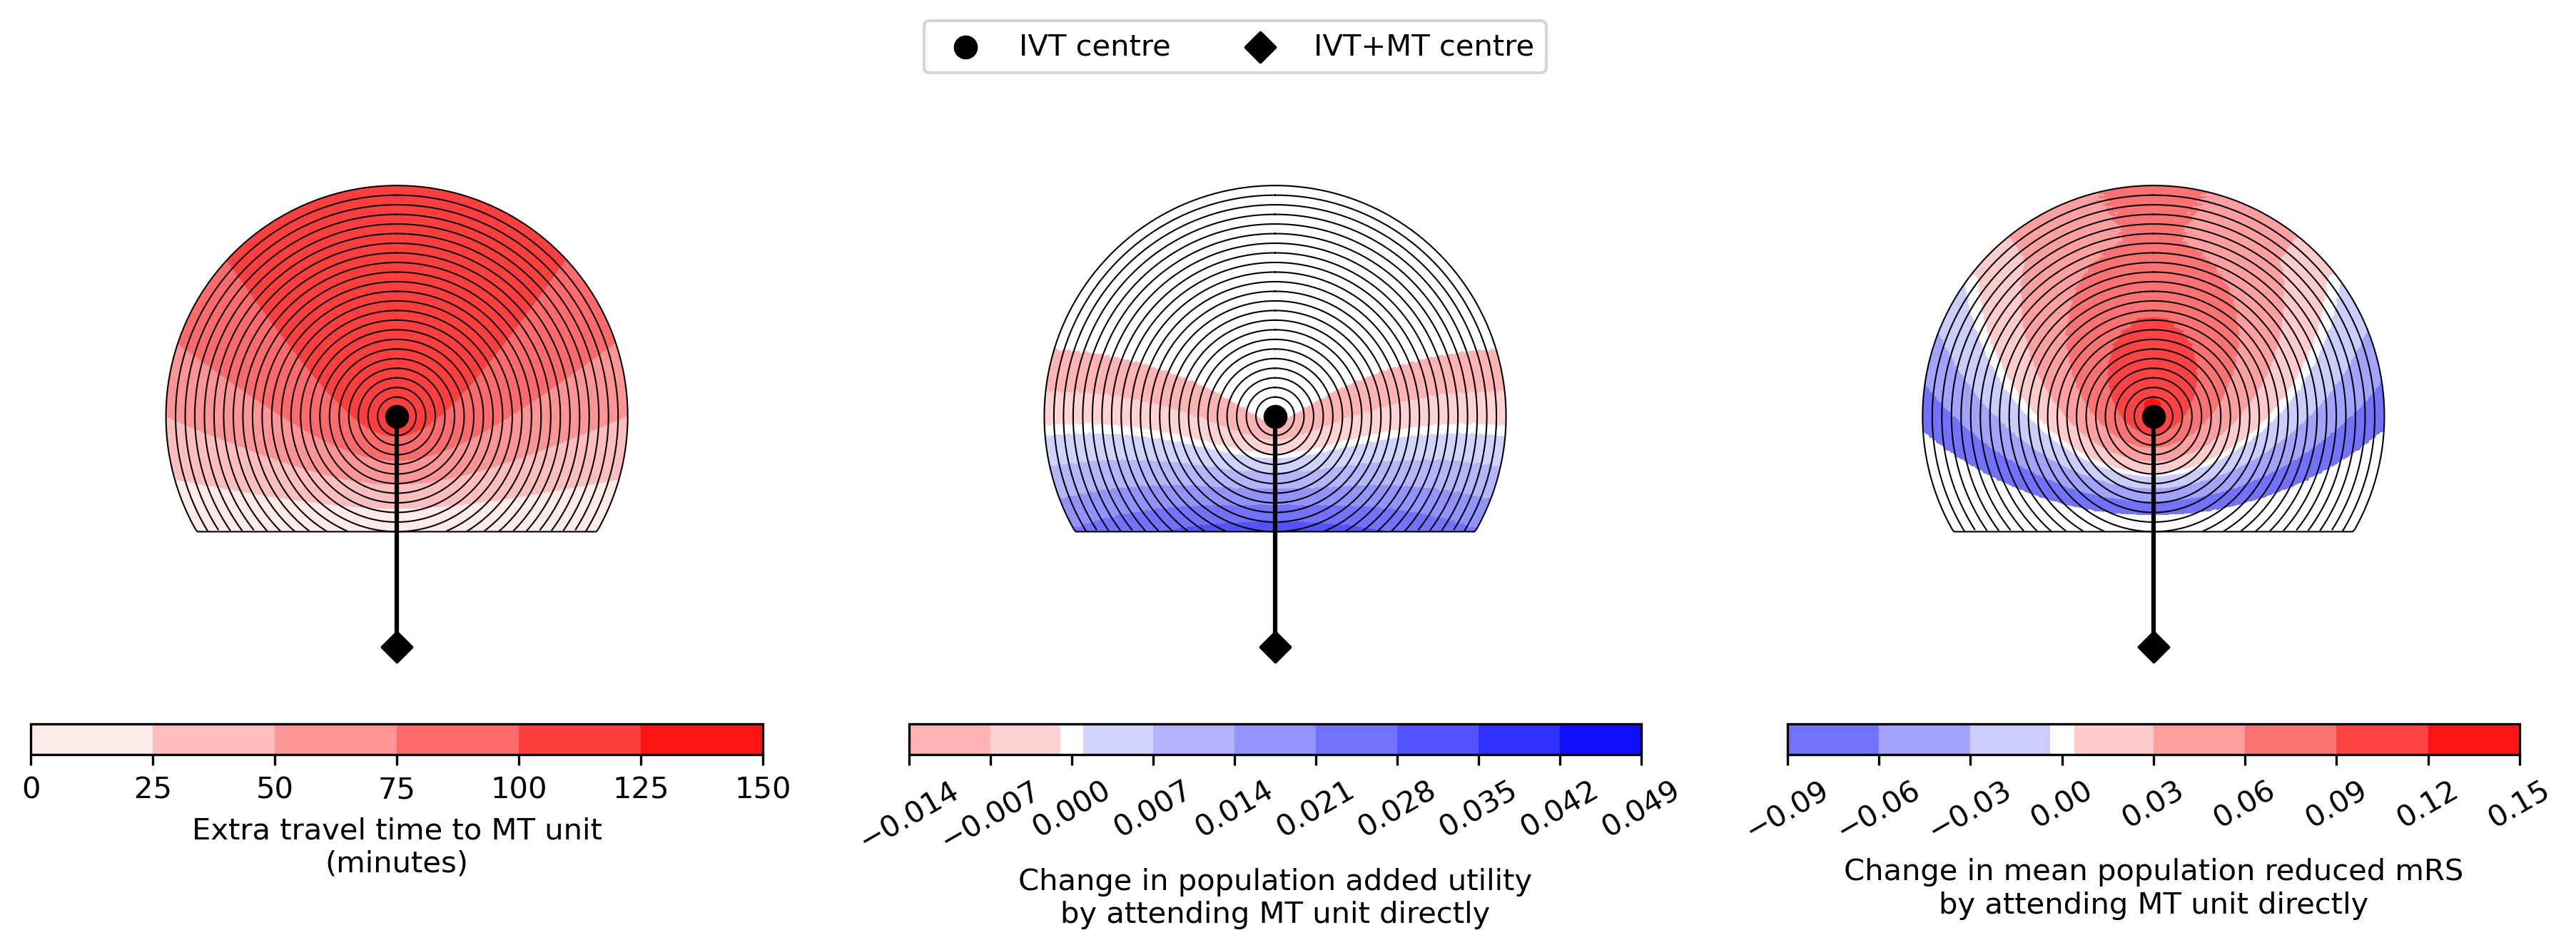 IVT centre IVT+MT centre
0 25 50 75 100 125 150
Extra travel time to MT unit
(minutes)
−0.014 −0.007 0.000 0.007 0.014 0.021 0.028 0.035 0.042 0.049
Change in population added utility
by attending MT unit directly
−0.09 −0.06 −0.03 0.00 0.03 0.06 0.09 0.12 0.15
Change in mean population reduced mRS
by attending MT unit directly